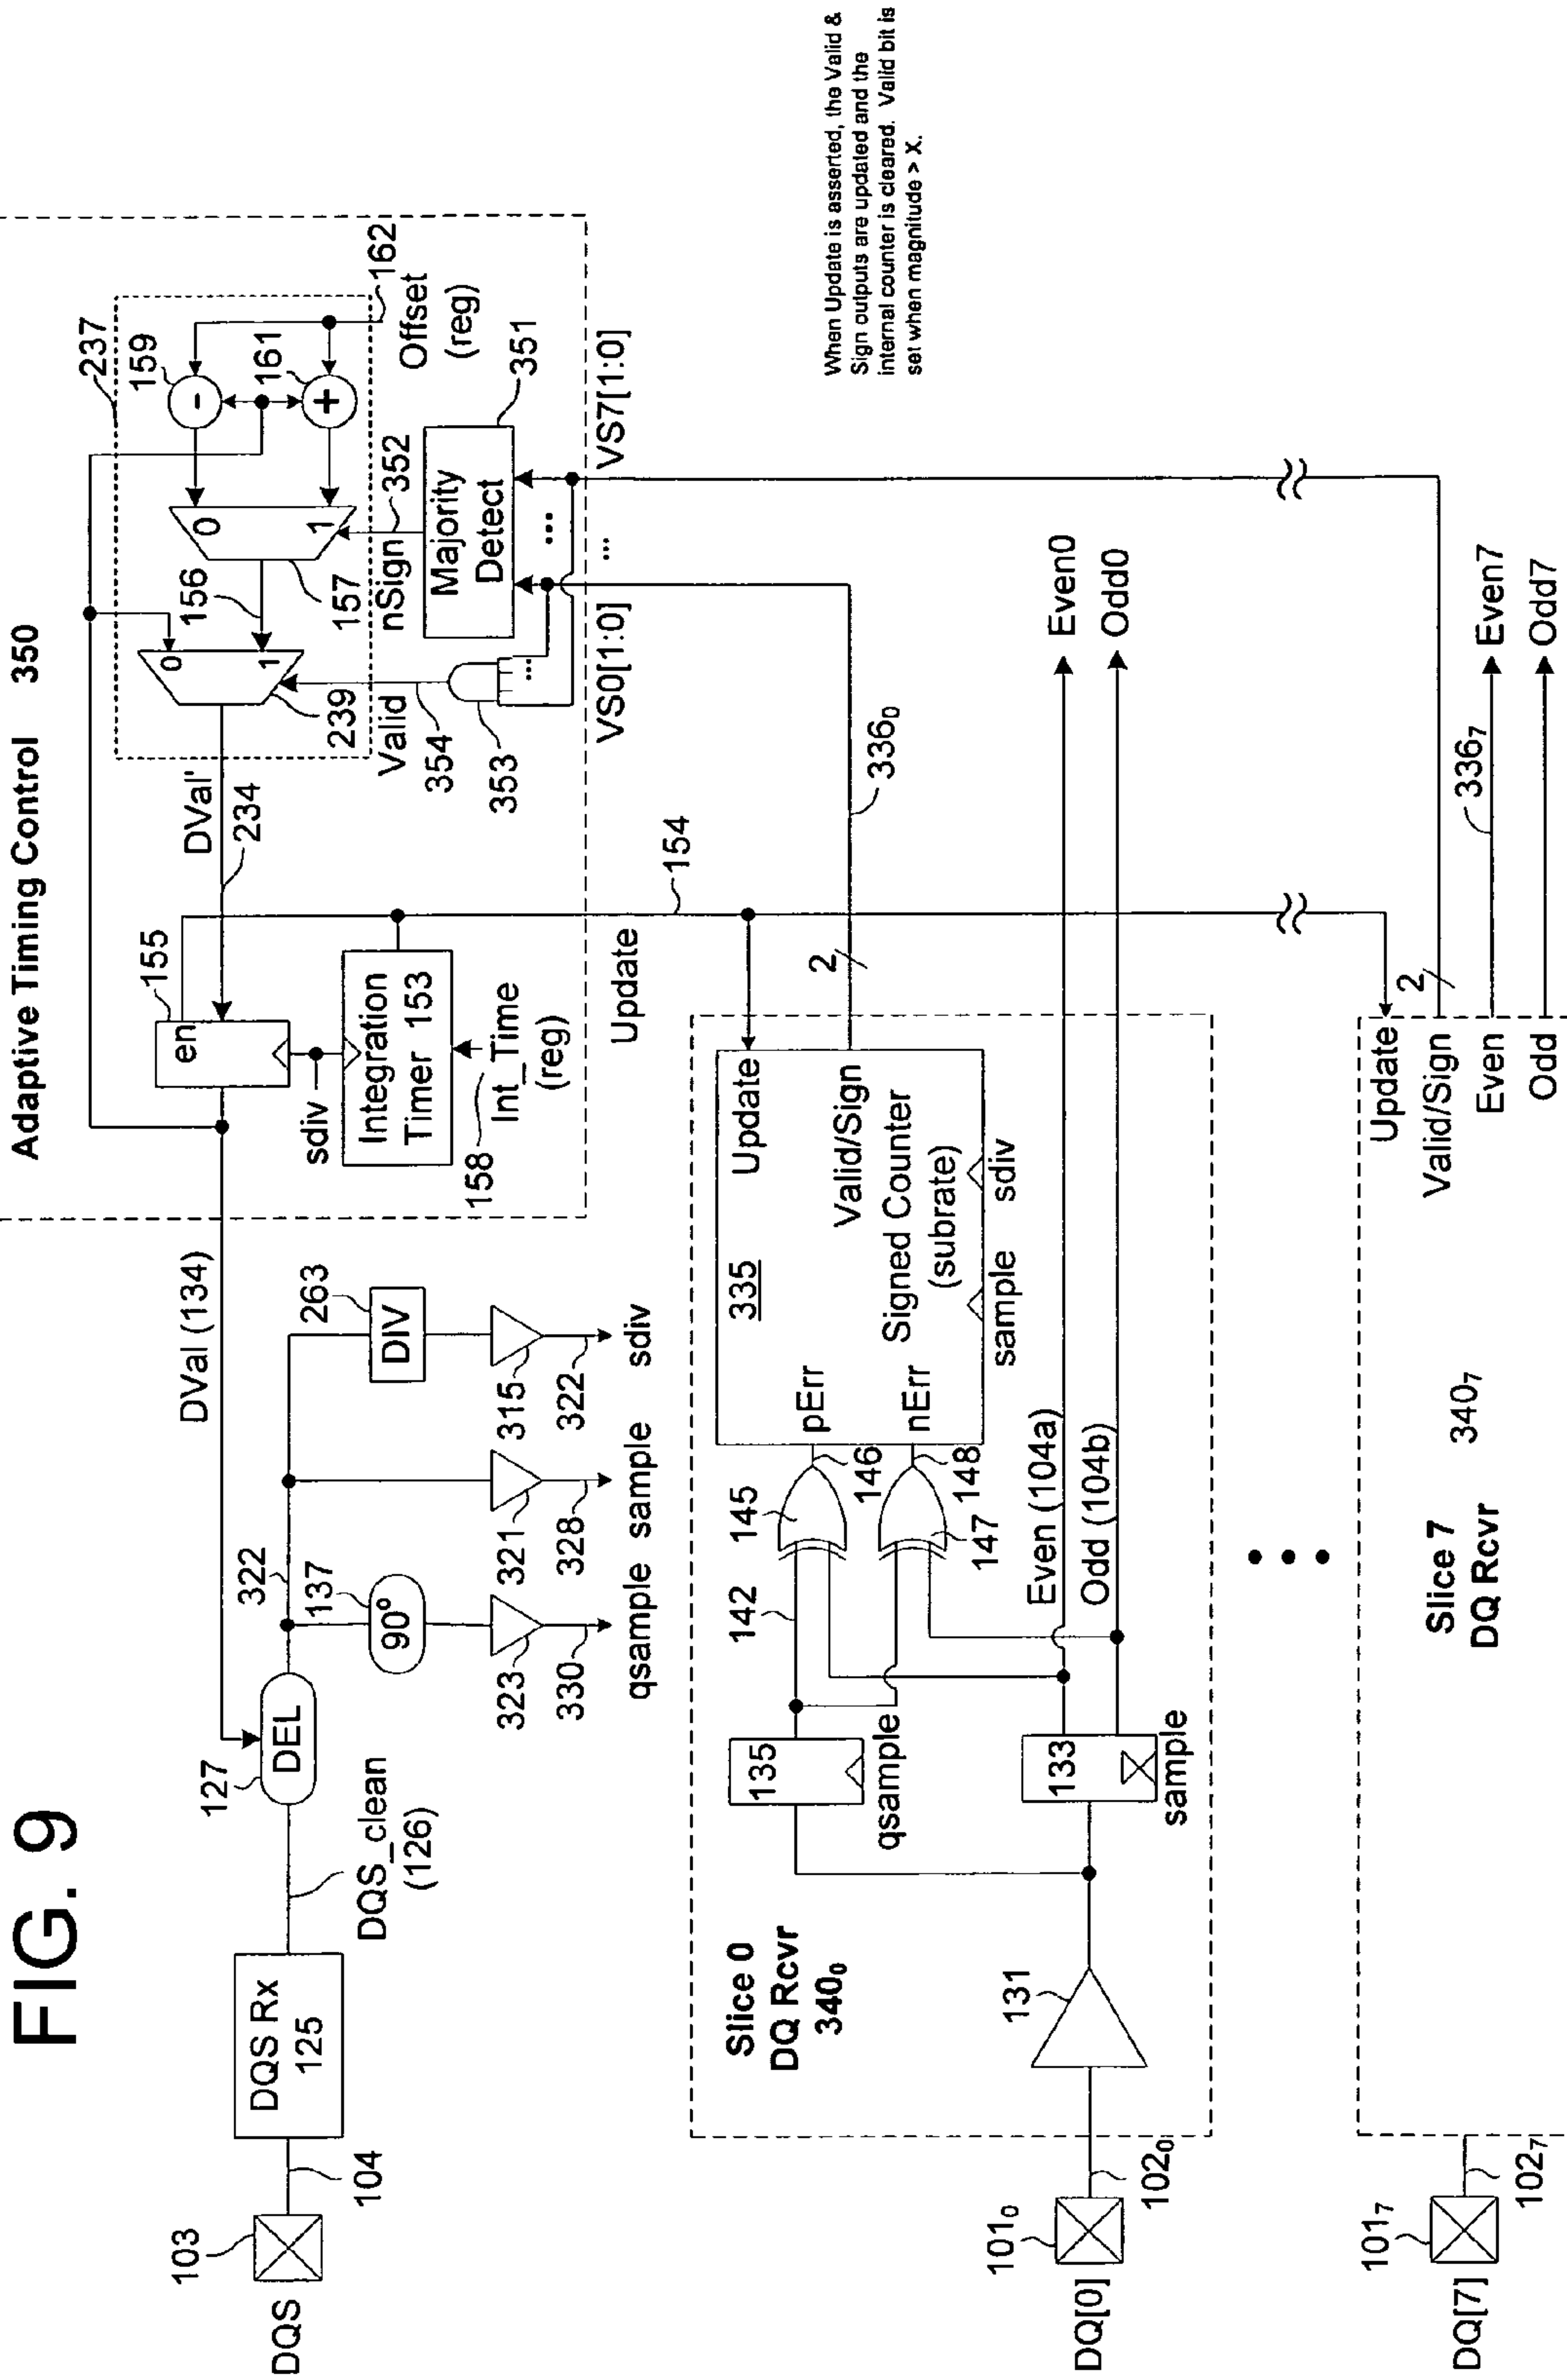 FIG. 9
Adaptive Timing Control 350
DQS
103
104
DQS Rx
125
DQS_clean
(126)
127
DEL
DVal (134)
322
137
90°
323
330
qsample
321
328
sample
263
DIV
315
322
sdiv
155
en
sdiv
Integration
Timer 153
158
Int_Time
(reg)
DVal'
234
237
239
0
1
156
157
0
1
159
-
161
+
162
Offset
(reg)
Valid
354
353
nSign
352
Majority
Detect
351
...
...
...
VS0[1:0]
VS7[1:0]
Update
154
When Update is asserted, the Valid &
Sign outputs are updated and the
internal counter is cleared. Valid bit is
set when magnitude > X.
Slice 0
DQ Rcvr
340₀
DQ[0]
101₀
102₀
131
135
qsample
133
sample
142
145
146
147
148
pErr
nErr
335
Update
Valid/Sign
Signed Counter
(subrate)
sample
sdiv
2
336₀
Even (104a)
Odd (104b)
Even0
Odd0
DQ[7]
101₇
102₇
Slice 7
DQ Rcvr
340₇
Update
Valid/Sign
Even
Odd
2
336₇
Even7
Odd7